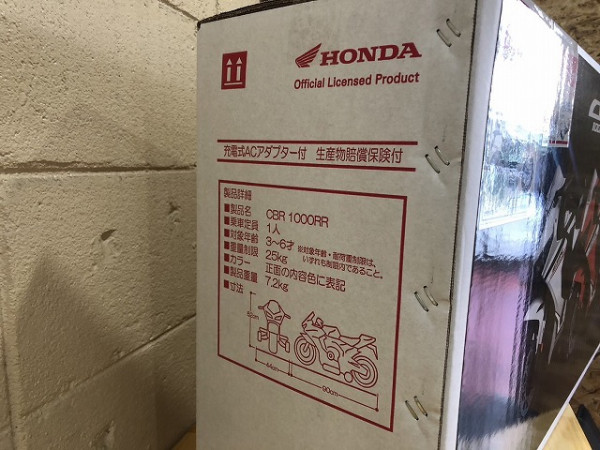 HONDA
Official Licensed Product
充電式ACアダプター付 生産物賠償保険付
製品詳細
■製品名 CBR 1000RR
■乗車定員 1人
■対象年齢 3〜6才 ※対象年齢・耐荷重制限は、
■重量制限 25kg いずれも制限内であること。
■カラー 正面の内容色に表記
■製品重量 7.2kg
■寸法
44cm
90cm